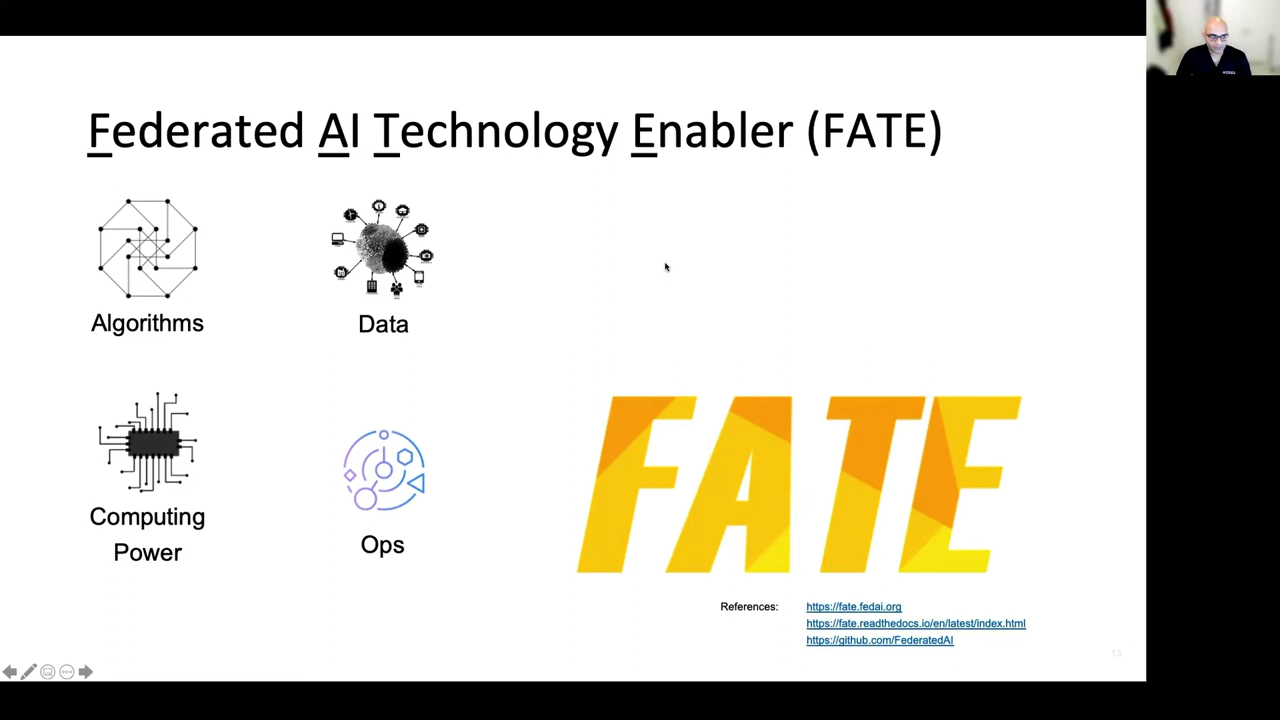 Federated AI Technology Enabler (FATE)
Algorithms
Data
Computing
Power
Ops
FATE
References:
https://fate.fedai.org
https://fate.readthedocs.io/en/latest/index.html
https://github.com/FederatedAI
13